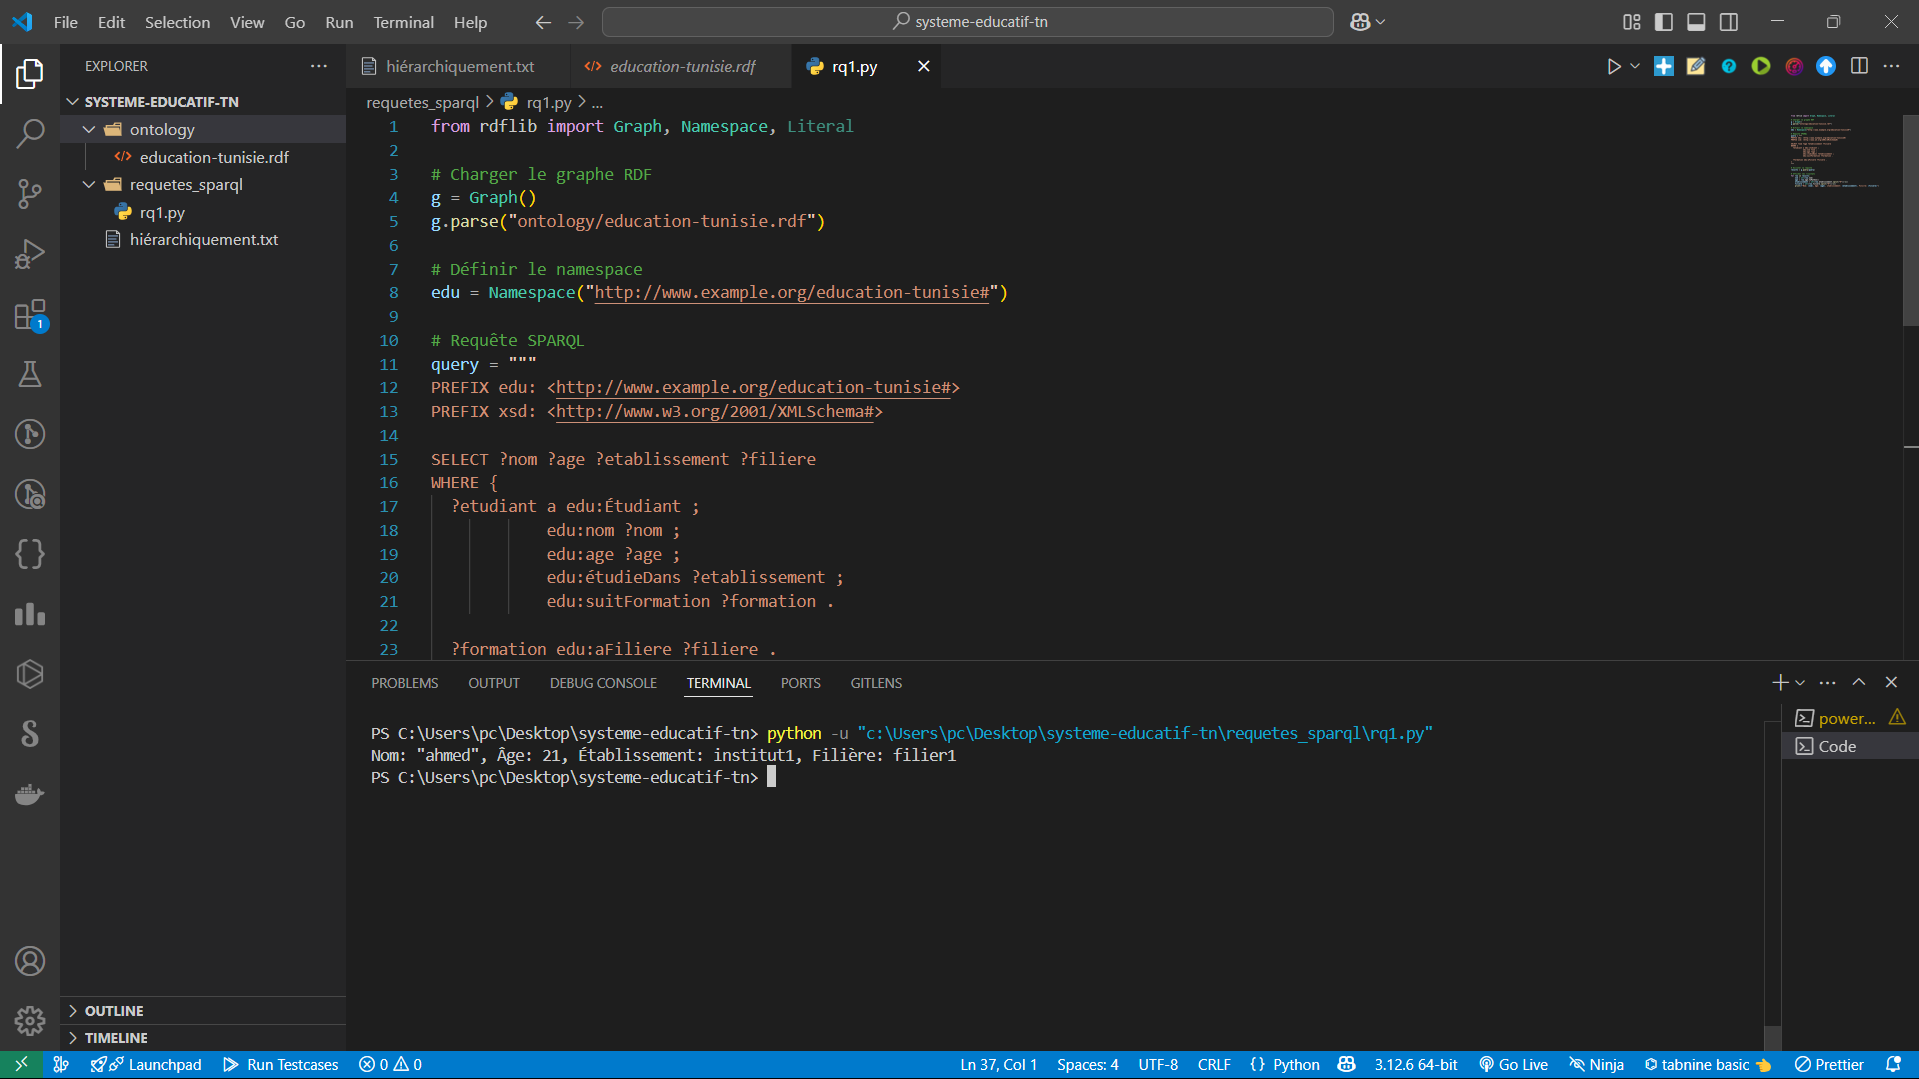 File Edit Selection View Go Run Terminal Help
systeme-educatif-tn
EXPLORER
SYSTEME-EDUCATIF-TN
ontology
education-tunisie.rdf
requetes_sparql
rq1.py
hiérarchiquement.txt
OUTLINE
TIMELINE
1
hiérarchiquement.txt education-tunisie.rdf rq1.py
requetes_sparql > rq1.py > ...
1 from rdflib import Graph, Namespace, Literal
2
3 # Charger le graphe RDF
4 g = Graph()
5 g.parse("ontology/education-tunisie.rdf")
6
7 # Définir le namespace
8 edu = Namespace("http://www.example.org/education-tunisie#")
9
10 # Requête SPARQL
11 query = """
12 PREFIX edu: <http://www.example.org/education-tunisie#>
13 PREFIX xsd: <http://www.w3.org/2001/XMLSchema#>
14
15 SELECT ?nom ?age ?etablissement ?filiere
16 WHERE {
17 ?etudiant a edu:Étudiant ;
18 edu:nom ?nom ;
19 edu:age ?age ;
20 edu:étudieDans ?etablissement ;
21 edu:suitFormation ?formation .
22
23 ?formation edu:aFiliere ?filiere .
PROBLEMS OUTPUT DEBUG CONSOLE TERMINAL PORTS GITLENS
PS C:\Users\pc\Desktop\systeme-educatif-tn> python -u "c:\Users\pc\Desktop\systeme-educatif-tn\requetes_sparql\rq1.py"
Nom: "ahmed", Âge: 21, Établissement: institut1, Filière: filier1
PS C:\Users\pc\Desktop\systeme-educatif-tn>
power...
Code
Launchpad Run Testcases 0 0 Ln 37, Col 1 Spaces: 4 UTF-8 CRLF {} Python 3.12.6 64-bit Go Live Ninja tabnine basic Prettier